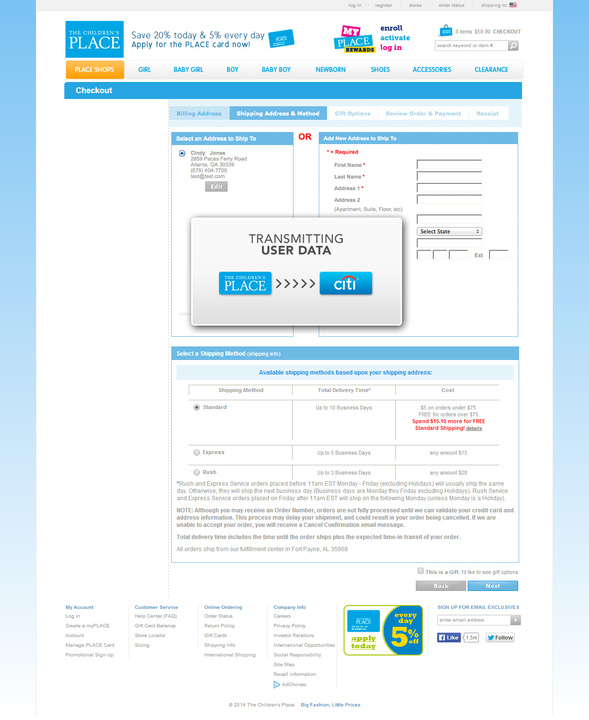 log in register stores order status shipping to:
THE CHILDREN'S PLACE
Save 20% today & 5% every day
Apply for the PLACE card now!
MY PLACE REWARDS
enroll
activate
log in
8 items $59.90 CHECKOUT
search keyword or item #
PLACE SHOPS GIRL BABY GIRL BOY BABY BOY NEWBORN SHOES ACCESSORIES CLEARANCE
Checkout
Billing Address Shipping Address & Method Gift Options Review Order & Payment Receipt
Select an Address to Ship To
Cindy Jones
2859 Paces Ferry Road
Atlanta, GA 30339
(678) 404-7700
test@test.com
Edit
OR
Add New Address to Ship To
* = Required
First Name *
Last Name *
Address 1 *
Address 2
(Apartment, Suite, Floor, etc)
Select State
Ext
TRANSMITTING
USER DATA
THE CHILDREN'S PLACE >>>>> citi
Select a Shipping Method (shipping info)
Available shipping methods based upon your shipping address:
Shipping Method Total Delivery Time* Cost
Standard Up to 10 Business Days $5 on orders under $75
FREE for orders over $75
Spend $15.10 more for FREE
Standard Shipping! details
Express Up to 5 Business Days any amount $15
Rush Up to 3 Business Days any amount $20
*Rush and Express Service orders placed before 11am EST Monday - Friday (excluding Holidays) will usually ship the same
day. Otherwise, they will ship the next business day (Business days are Monday thru Friday excluding Holidays). Rush Service
and Express Service orders placed on Friday after 11am EST will ship on the following Monday (unless Monday is a Holiday).
NOTE: Although you may receive an Order Number, orders are not fully processed until we can validate your credit card and
address information. This process may delay your shipment, and could result in your order being cancelled. If we are
unable to accept your order, you will receive a Cancel Confirmation email message.
Total delivery time includes the time until the order ships plus the expected time-in transit of your order.
All orders ship from our fulfillment center in Fort Payne, AL 35968
This is a Gift, I'd like to see gift options
Back Next
My Account
Log in
Create a myPLACE
Account
Manage PLACE Card
Promotional Sign Up
Customer Service
Help Center (FAQ)
Gift Card Balance
Store Locator
Sizing
Online Ordering
Order Status
Return Policy
Gift Cards
Shipping Info
International Shipping
Company Info
Careers
Privacy Policy
Investor Relations
International Opportunities
Social Responsibility
Site Map
Recall Information
AdChoices
apply
today
every
day
5%
off
SIGN UP FOR EMAIL EXCLUSIVES
enter email address
Like 1.5m Follow
© 2014 The Children's Place Big Fashion, Little Prices